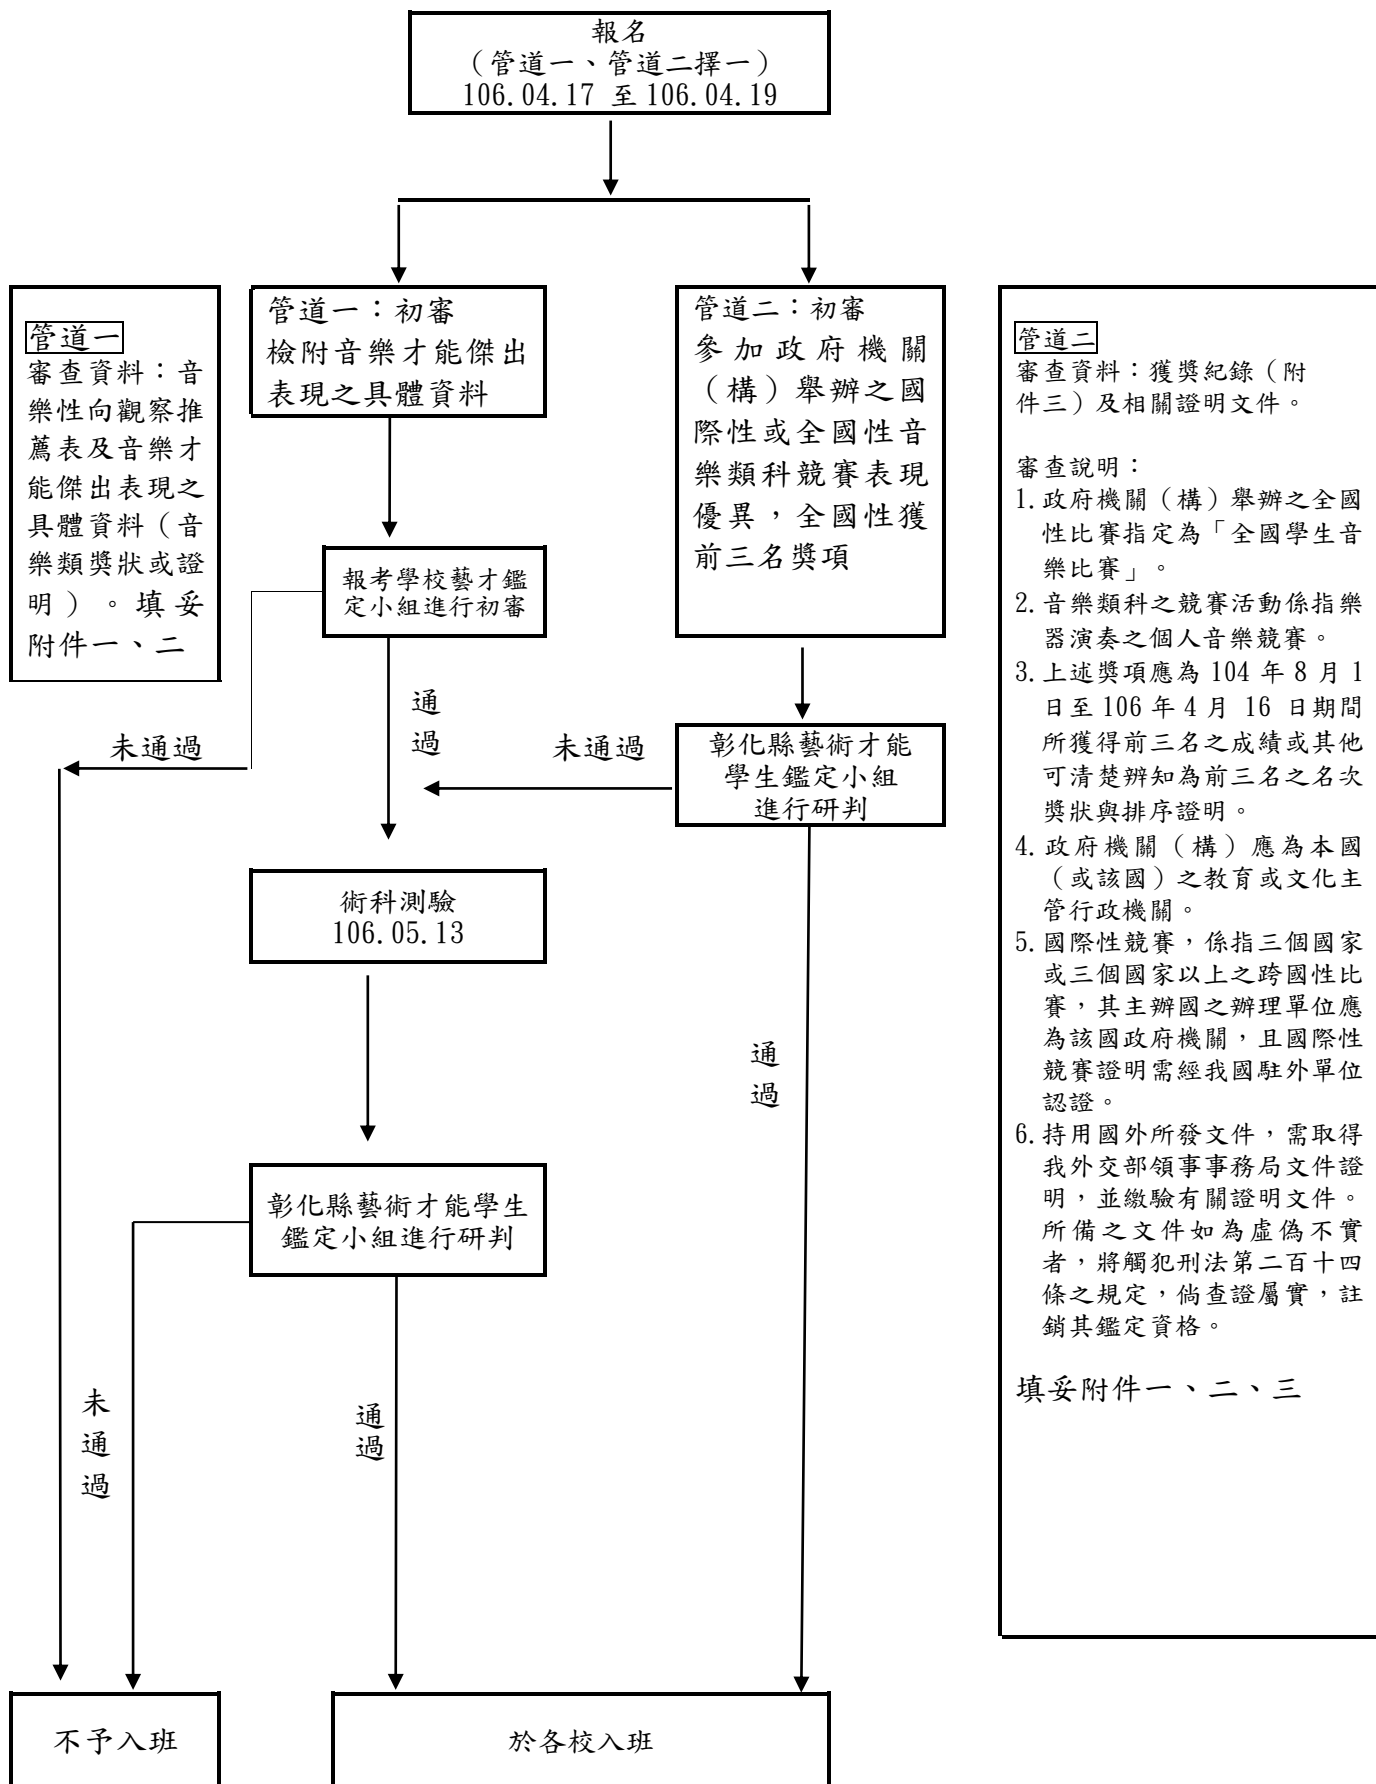 報名
（管道一、管道二擇一）
106.04.17 至 106.04.19
管道一
審查資料：音
樂性向觀察推
薦表及音樂才
能傑出表現之
具體資料（音
樂類獎狀或證
明）。填妥
附件一、二
管道一：初審
檢附音樂才能傑出
表現之具體資料
管道二：初審
參加政府機關
（構）舉辦之國
際性或全國性音
樂類科競賽表現
優異，全國性獲
前三名獎項
管道二
審查資料：獲獎紀錄（附
件三）及相關證明文件。
審查說明：
1.政府機關（構）舉辦之全國
性比賽指定為「全國學生音
樂比賽」。
2.音樂類科之競賽活動係指樂
器演奏之個人音樂競賽。
3.上述獎項應為 104 年 8 月 1
日至 106 年 4 月 16 日期間
所獲得前三名之成績或其他
可清楚辨知為前三名之名次
獎狀與排序證明。
4.政府機關（構）應為本國
（或該國）之教育或文化主
管行政機關。
5.國際性競賽，係指三個國家
或三個國家以上之跨國性比
賽，其主辦國之辦理單位應
為該國政府機關，且國際性
競賽證明需經我國駐外單位
認證。
6.持用國外所發文件，需取得
我外交部領事事務局文件證
明，並繳驗有關證明文件。
所備之文件如為虛偽不實
者，將觸犯刑法第二百十四
條之規定，倘查證屬實，註
銷其鑑定資格。
填妥附件一、二、三
報考學校藝才鑑
定小組進行初審
通
過
未通過
未通過
彰化縣藝術才能
學生鑑定小組
進行研判
術科測驗
106.05.13
通
過
彰化縣藝術才能學生
鑑定小組進行研判
未
通
過
通
過
不予入班
於各校入班